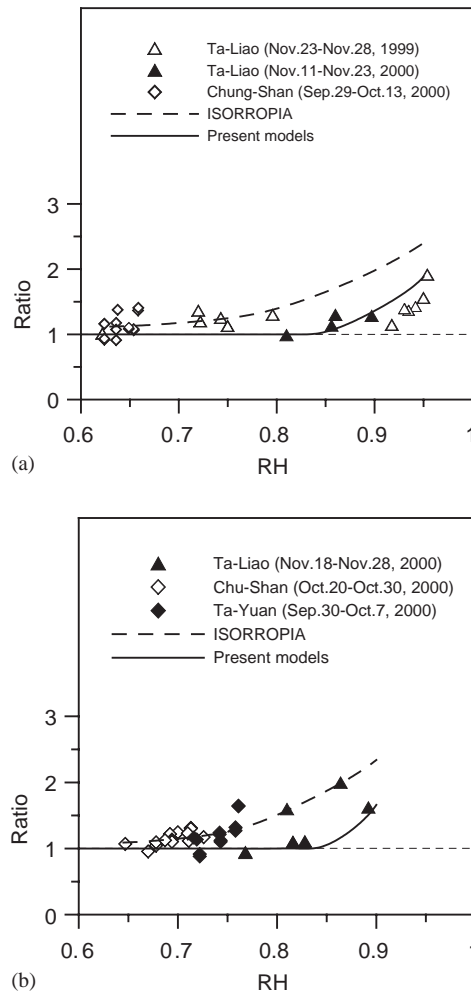 Ta-Liao (Nov.23-Nov.28, 1999)
Ta-Liao (Nov.11-Nov.23, 2000)
Chung-Shan (Sep.29-Oct.13, 2000)
ISORROPIA
Present models
3
2
1
0
Ratio
0.6 0.7 0.8 0.9 1
RH
(a)
Ta-Liao (Nov.18-Nov.28, 2000)
Chu-Shan (Oct.20-Oct.30, 2000)
Ta-Yuan (Sep.30-Oct.7, 2000)
ISORROPIA
Present models
3
2
1
0
Ratio
0.6 0.7 0.8 0.9 1
RH
(b)